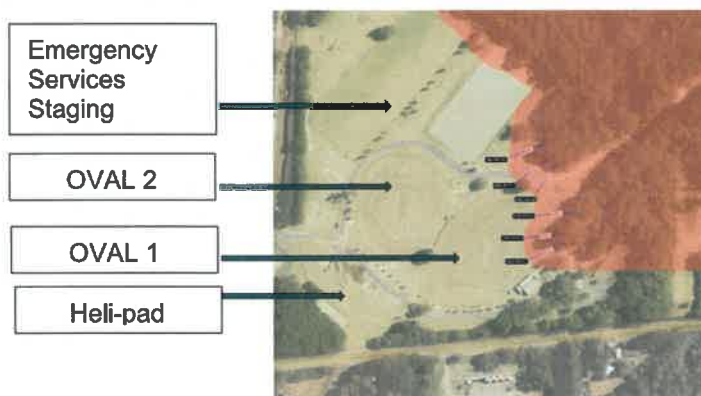 Emergency
Services
Staging
OVAL 2
OVAL 1
Heli-pad